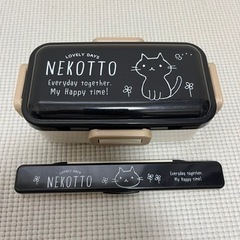 LOVELY DAYS
NEKOTTO
Everyday together.
My Happy time!
LOVELY DAYS
NEKOTTO
Everyday together.
My Happy time!